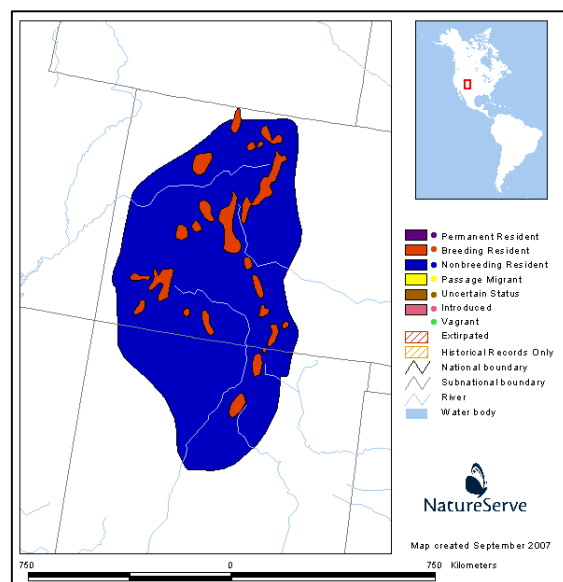 Permanent Resident
Breeding Resident
Nonbreeding Resident
Passage Migrant
Uncertain Status
Introduced
Vagrant
Extirpated
Historical Records Only
National boundary
Subnational boundary
River
Water body
NatureServe
Map created September 2007
750 0 750 Kilometers